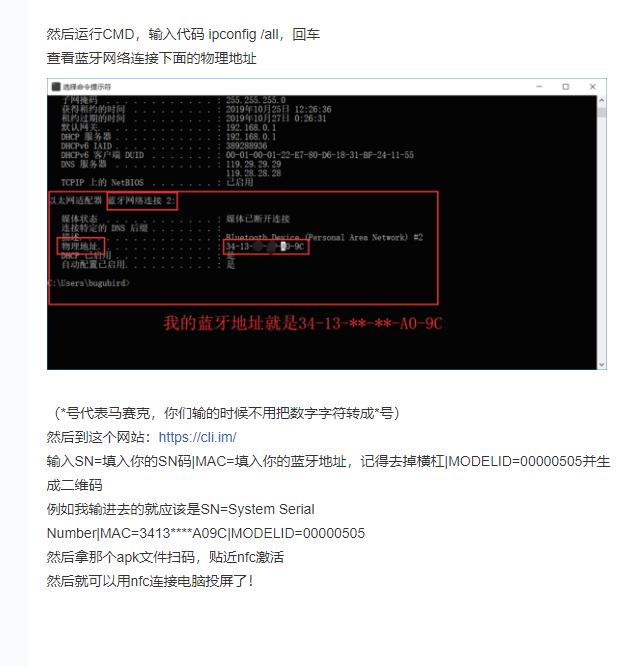 然后运行CMD，输入代码 ipconfig /all，回车
查看蓝牙网络连接下面的物理地址
选择命令提示符
子网掩码 . . . . . . . . . . . . : 255.255.255.0
获得租约的时间 . . . . . . . . . : 2019年10月25日 12:26:36
租约过期的时间 . . . . . . . . . : 2019年10月27日 0:26:31
默认网关. . . . . . . . . . . . . : 192.168.0.1
DHCP 服务器 . . . . . . . . . . . : 192.168.0.1
DHCPv6 IAID . . . . . . . . . . . : 389288936
DHCPv6 客户端 DUID . . . . . . . : 00-01-00-01-22-E7-80-D6-18-31-BF-24-11-55
DNS 服务器 . . . . . . . . . . . : 119.29.29.29
119.28.28.28
TCPIP 上的 NetBIOS . . . . . . . : 已启用
以太网适配器 蓝牙网络连接 2:
媒体状态 . . . . . . . . . . . . : 媒体已断开连接
连接特定的 DNS 后缀 . . . . . . . :
描述. . . . . . . . . . . . . . . : Bluetooth Device (Personal Area Network) #2
物理地址. . . . . . . . . . . . . : 34-13- A0-9C
DHCP 已启用 . . . . . . . . . . . : 是
自动配置已启用. . . . . . . . . . : 是
C:\Users\bugubird>
我的蓝牙地址就是34-13-**-**-A0-9C
（*号代表马赛克，你们输的时候不用把数字字符转成*号）
然后到这个网站：https://cli.im/
输入SN=填入你的SN码|MAC=填入你的蓝牙地址，记得去掉横杠|MODELID=00000505并生
成二维码
例如我输进去的就应该是SN=System Serial
Number|MAC=3413****A09C|MODELID=00000505
然后拿那个apk文件扫码，贴近nfc激活
然后就可以用nfc连接电脑投屏了！